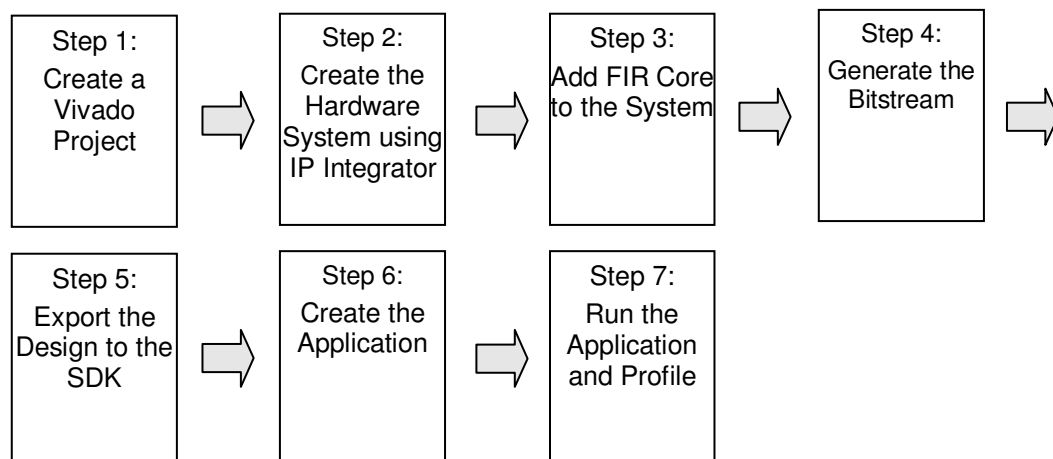 Step 1:
Create a
Vivado
Project
Step 2:
Create the
Hardware
System using
IP Integrator
Step 3:
Add FIR Core
to the System
Step 4:
Generate the
Bitstream
Step 5:
Export the
Design to the
SDK
Step 6:
Create the
Application
Step 7:
Run the
Application
and Profile